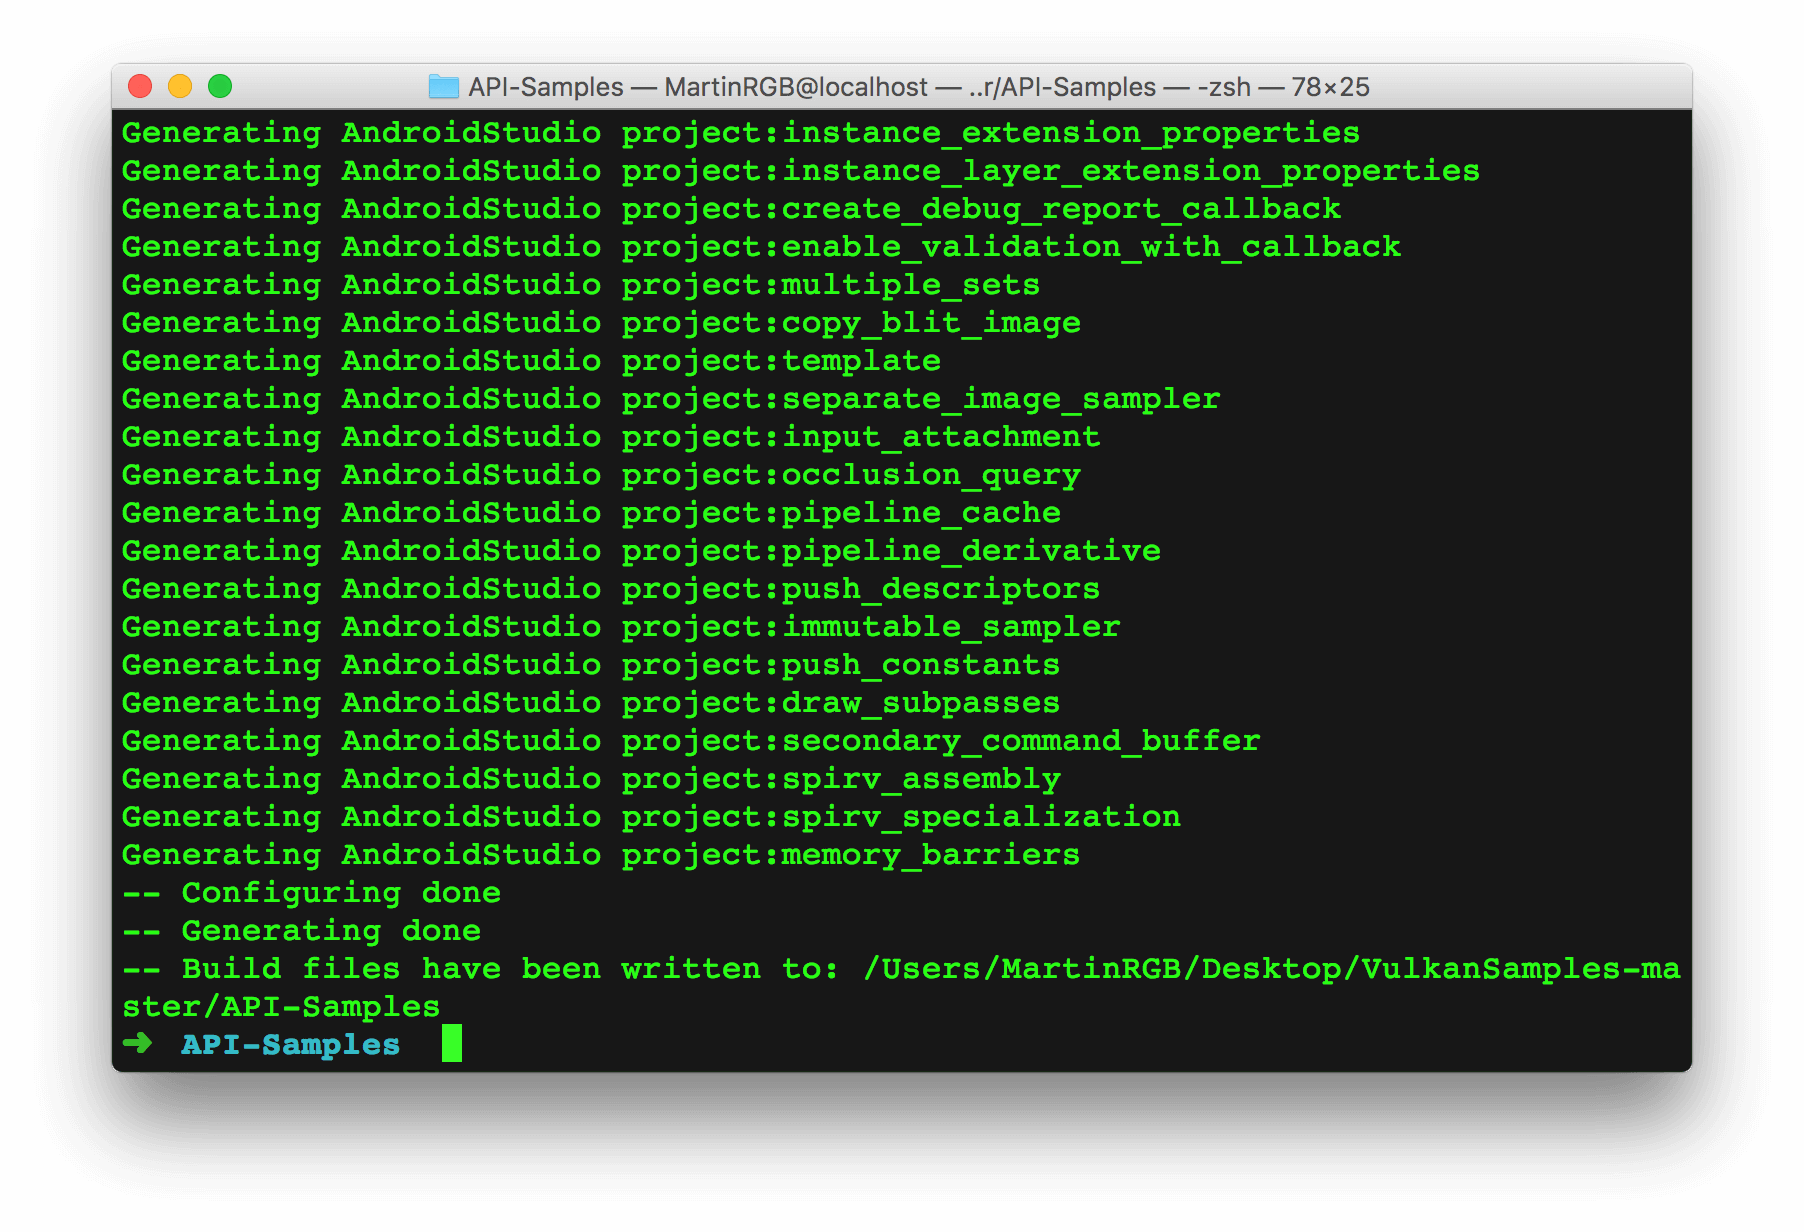 API-Samples — MartinRGB@localhost — ..r/API-Samples — -zsh — 78×25
Generating AndroidStudio project:instance_extension_properties
Generating AndroidStudio project:instance_layer_extension_properties
Generating AndroidStudio project:create_debug_report_callback
Generating AndroidStudio project:enable_validation_with_callback
Generating AndroidStudio project:multiple_sets
Generating AndroidStudio project:copy_blit_image
Generating AndroidStudio project:template
Generating AndroidStudio project:separate_image_sampler
Generating AndroidStudio project:input_attachment
Generating AndroidStudio project:occlusion_query
Generating AndroidStudio project:pipeline_cache
Generating AndroidStudio project:pipeline_derivative
Generating AndroidStudio project:push_descriptors
Generating AndroidStudio project:immutable_sampler
Generating AndroidStudio project:push_constants
Generating AndroidStudio project:draw_subpasses
Generating AndroidStudio project:secondary_command_buffer
Generating AndroidStudio project:spirv_assembly
Generating AndroidStudio project:spirv_specialization
Generating AndroidStudio project:memory_barriers
-- Configuring done
-- Generating done
-- Build files have been written to: /Users/MartinRGB/Desktop/VulkanSamples-ma
ster/API-Samples
➜ API-Samples